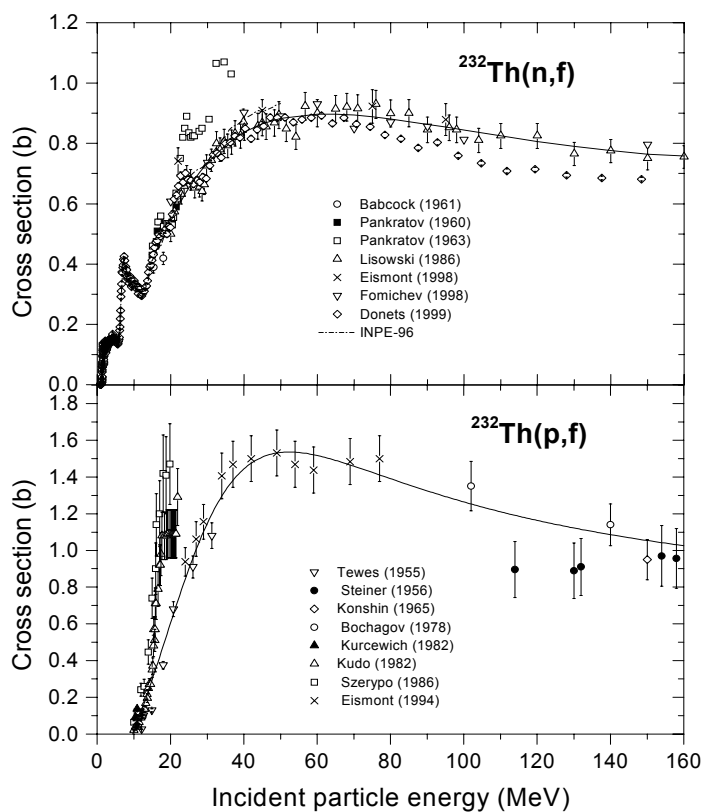 1.2
1.0
0.8
0.6
0.4
0.2
0.0
Cross section (b)
²³²Th(n,f)
Babcock (1961)
Pankratov (1960)
Pankratov (1963)
Lisowski (1986)
Eismont (1998)
Fomichev (1998)
Donets (1999)
INPE-96
1.8
1.6
1.4
1.2
1.0
0.8
0.6
0.4
0.2
0.0
Cross section (b)
²³²Th(p,f)
Tewes (1955)
Steiner (1956)
Konshin (1965)
Bochagov (1978)
Kurcewich (1982)
Kudo (1982)
Szerypo (1986)
Eismont (1994)
0 20 40 60 80 100 120 140 160
Incident particle energy (MeV)